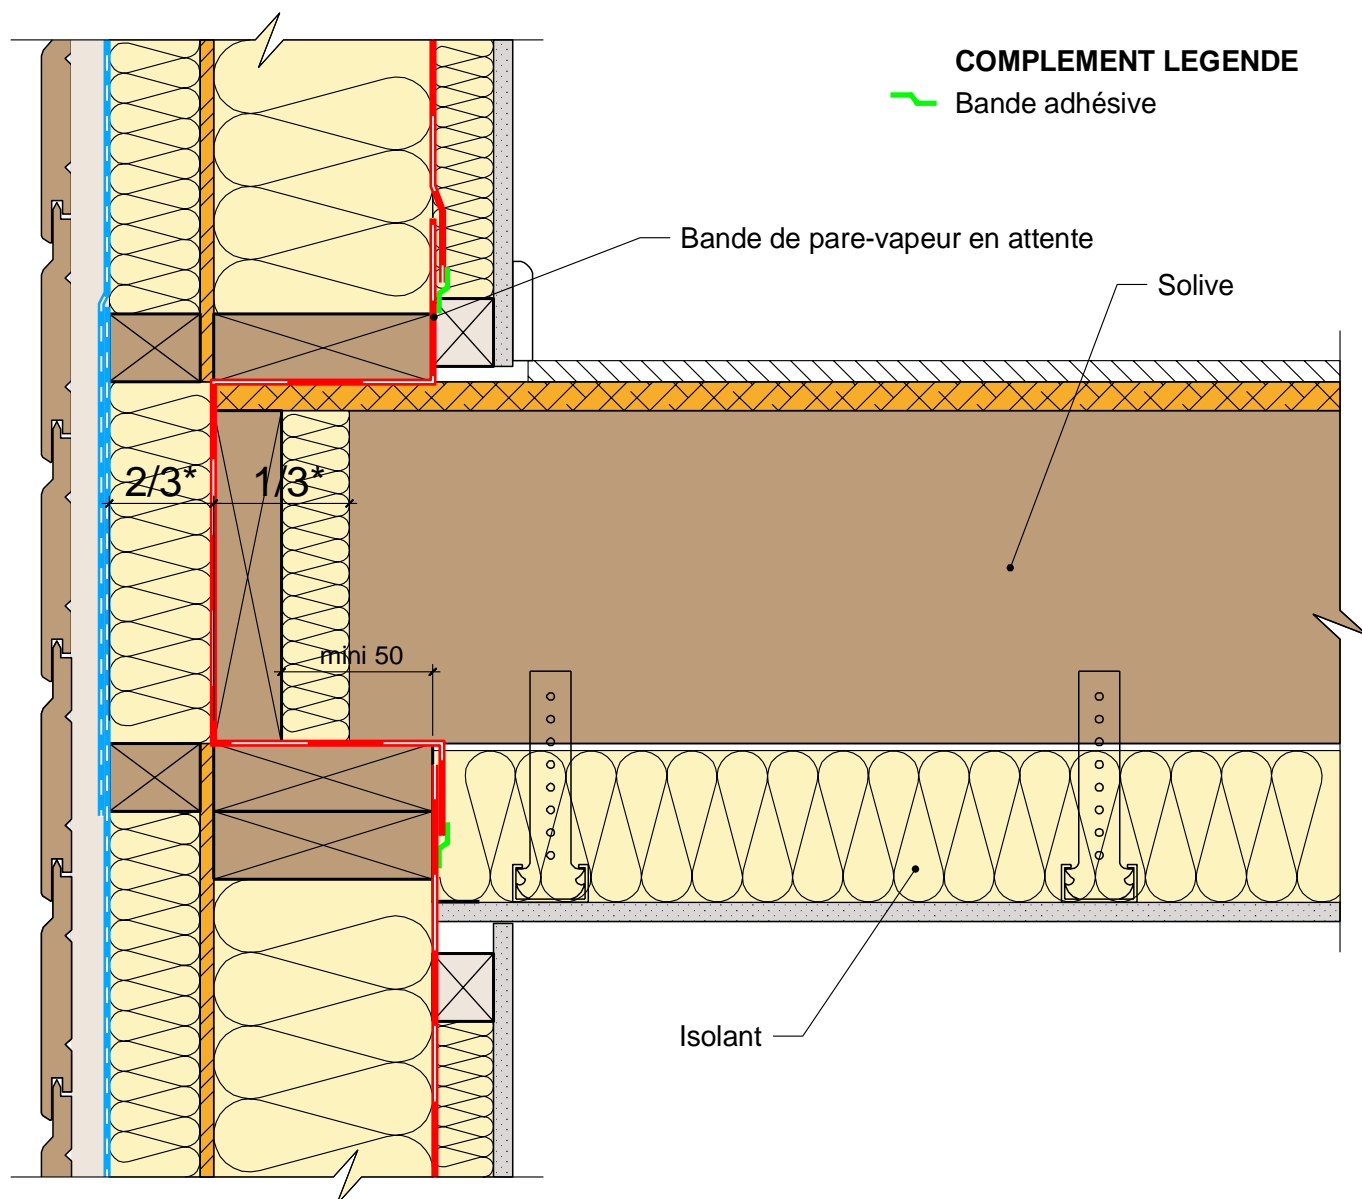 COMPLEMENT LEGENDE
Bande adhésive
Bande de pare-vapeur en attente
Solive
2/3*
1/3*
mini 50
Isolant